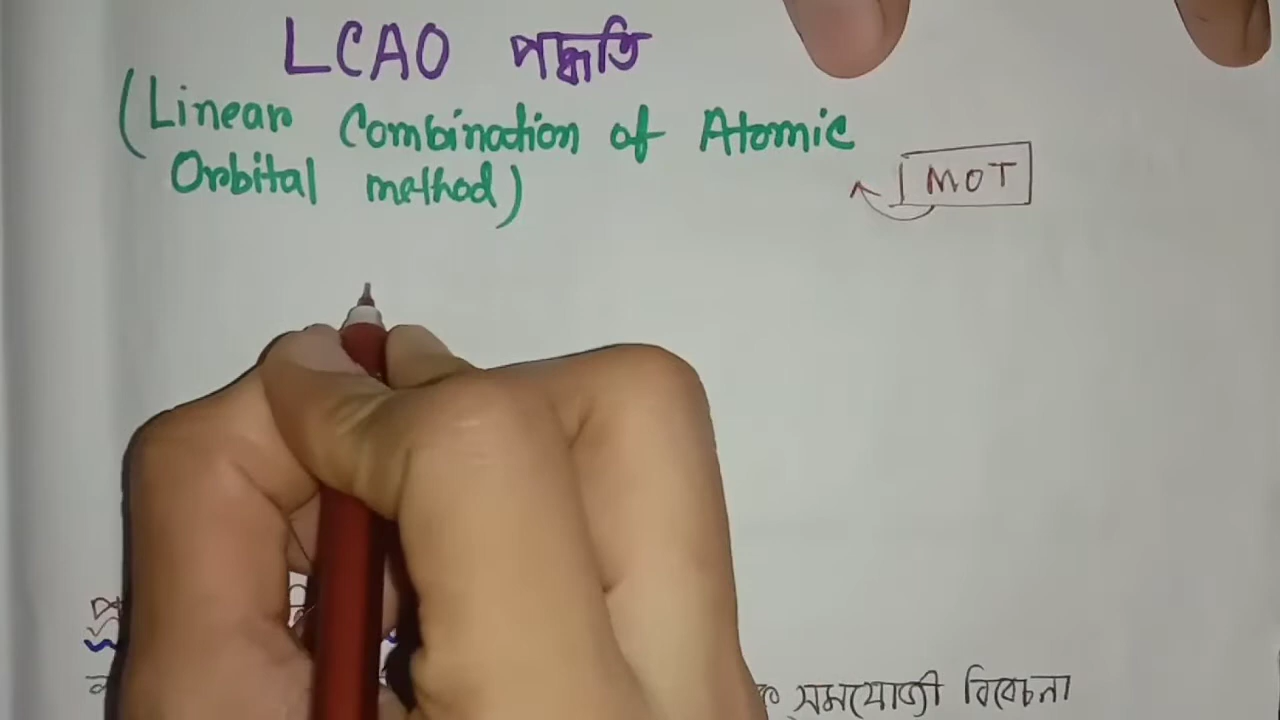 LCAO পদ্ধতি
(Linear Combination of Atomic
Orbital method)
MOT
সমযোজী বিবেচনা